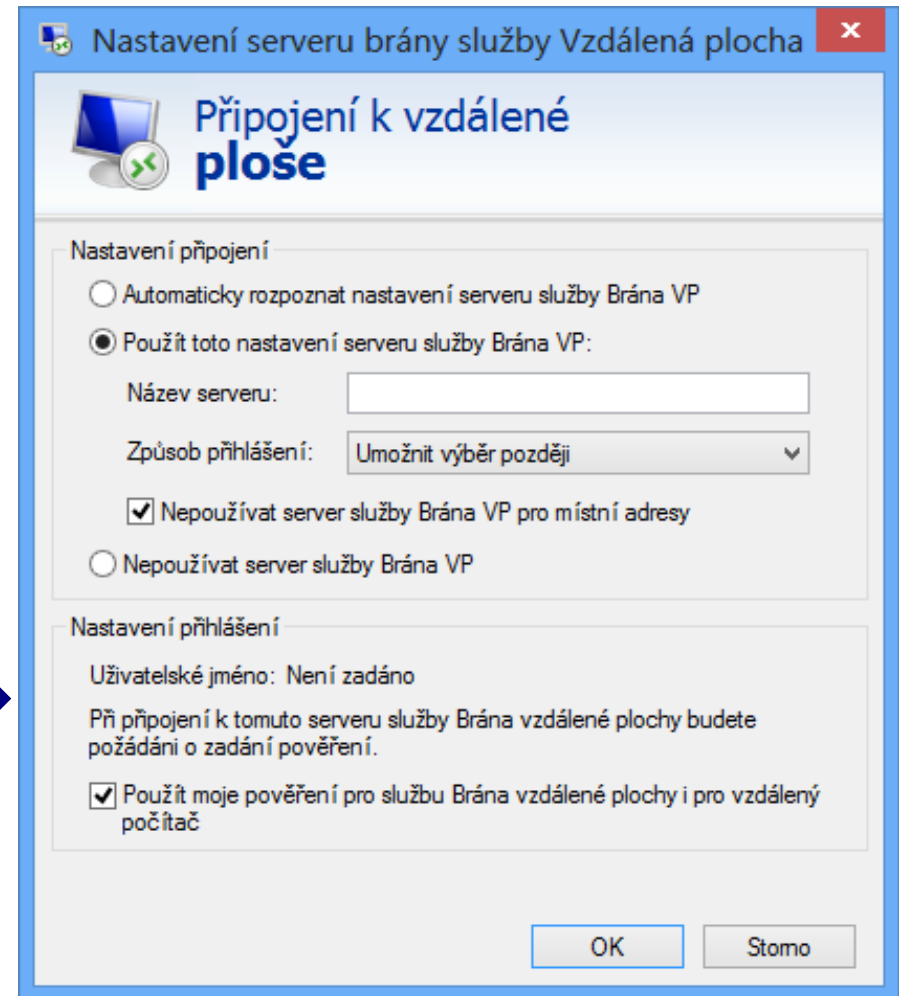 Nastavení serveru brány služby Vzdálená plocha
Připojení k vzdálené
ploše
Nastavení připojení
Automaticky rozpoznat nastavení serveru služby Brána VP
Použít toto nastavení serveru služby Brána VP:
Název serveru:
Způsob přihlášení: Umožnit výběr později
Nepoužívat server služby Brána VP pro místní adresy
Nepoužívat server služby Brána VP
Nastavení přihlášení
Uživatelské jméno: Není zadáno
Při připojení k tomuto serveru služby Brána vzdálené plochy budete
požádáni o zadání pověření.
Použít moje pověření pro službu Brána vzdálené plochy i pro vzdálený
počítač
OK Storno